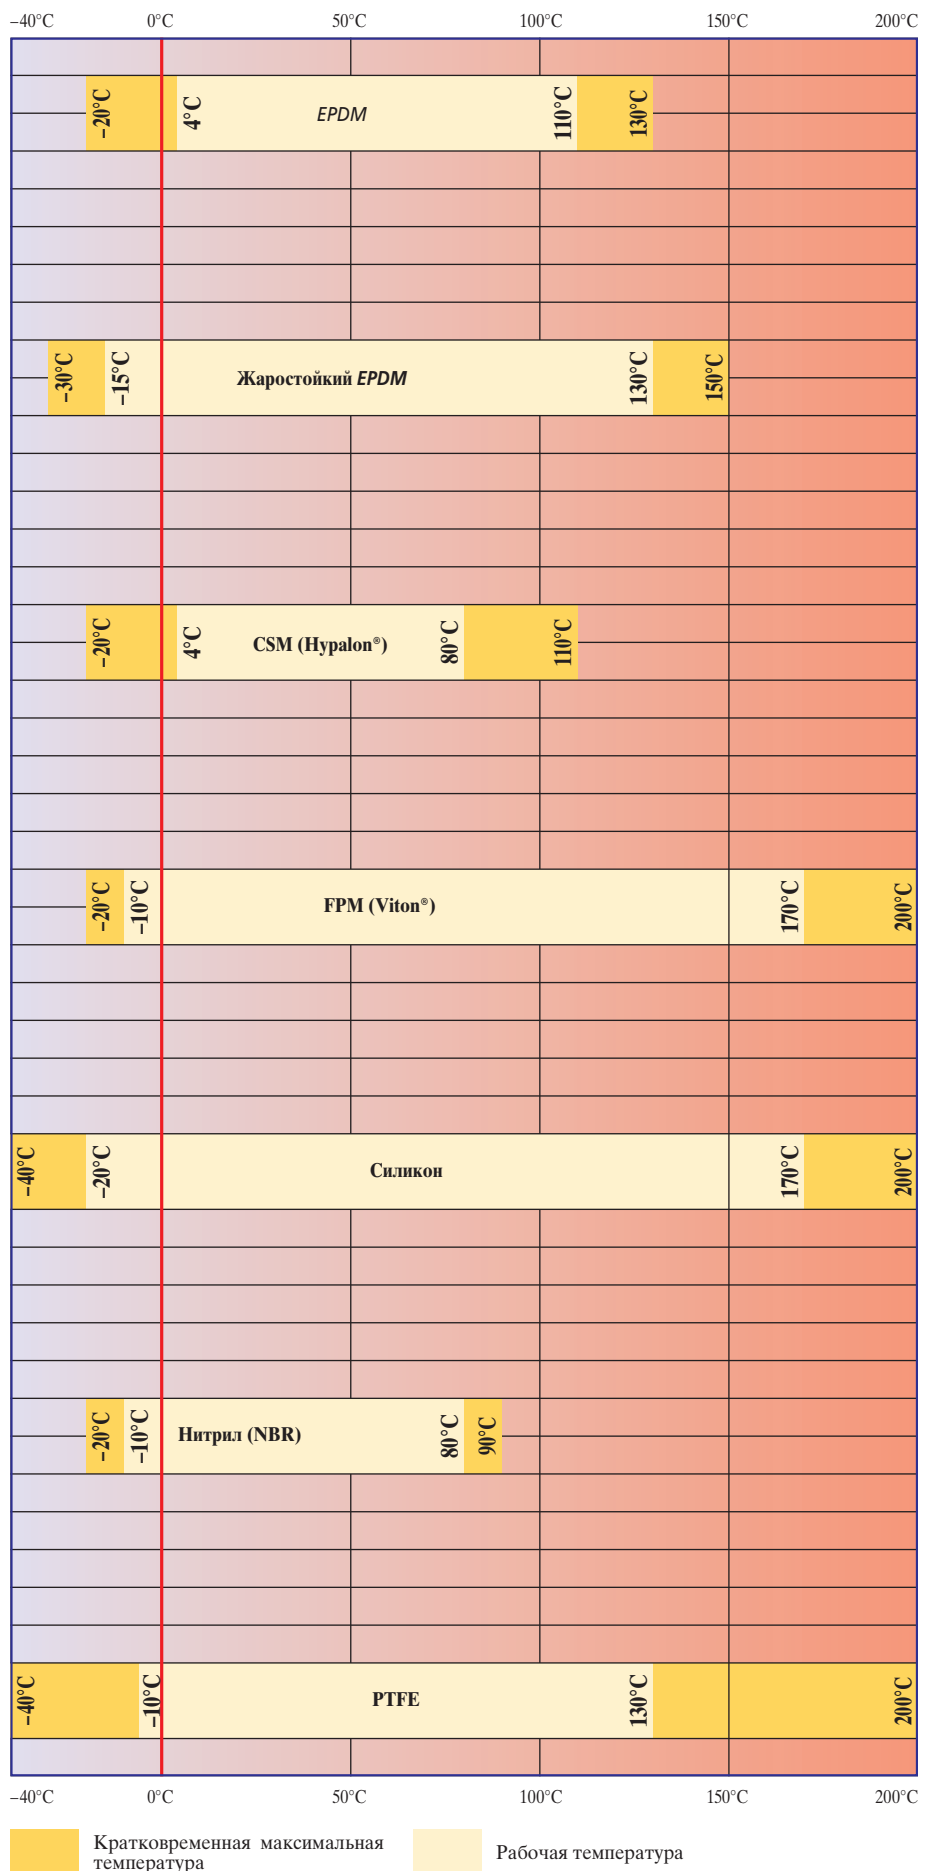 −40°C 0°C 50°C 100°C 150°C 200°C
−20°C 4°C EPDM 110°C 130°C
−30°C −15°C Жаростойкий EPDM 130°C 150°C
−20°C 4°C CSM (Hypalon®) 80°C 110°C
−20°C −10°C FPM (Viton®) 170°C 200°C
−40°C −20°C Силикон 170°C 200°C
−20°C −10°C Нитрил (NBR) 80°C 90°C
−40°C −10°C PTFE 130°C 200°C
−40°C 0°C 50°C 100°C 150°C 200°C
Кратковременная максимальная
температура
Рабочая температура